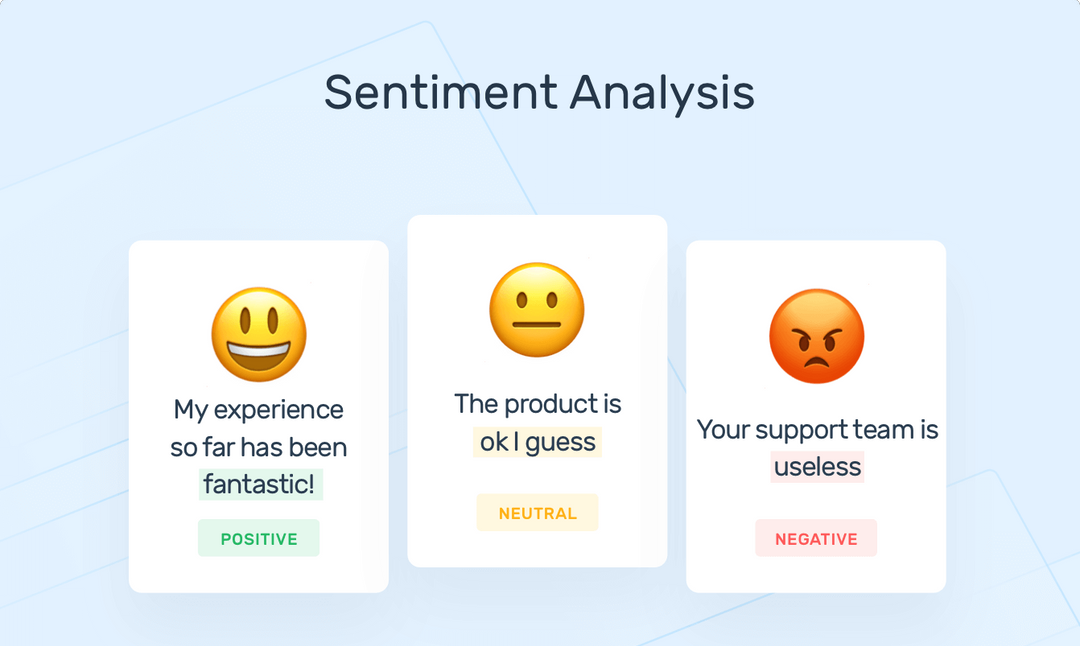 Sentiment Analysis
My experience
so far has been
fantastic!
POSITIVE
The product is
ok I guess
NEUTRAL
Your support team is
useless
NEGATIVE